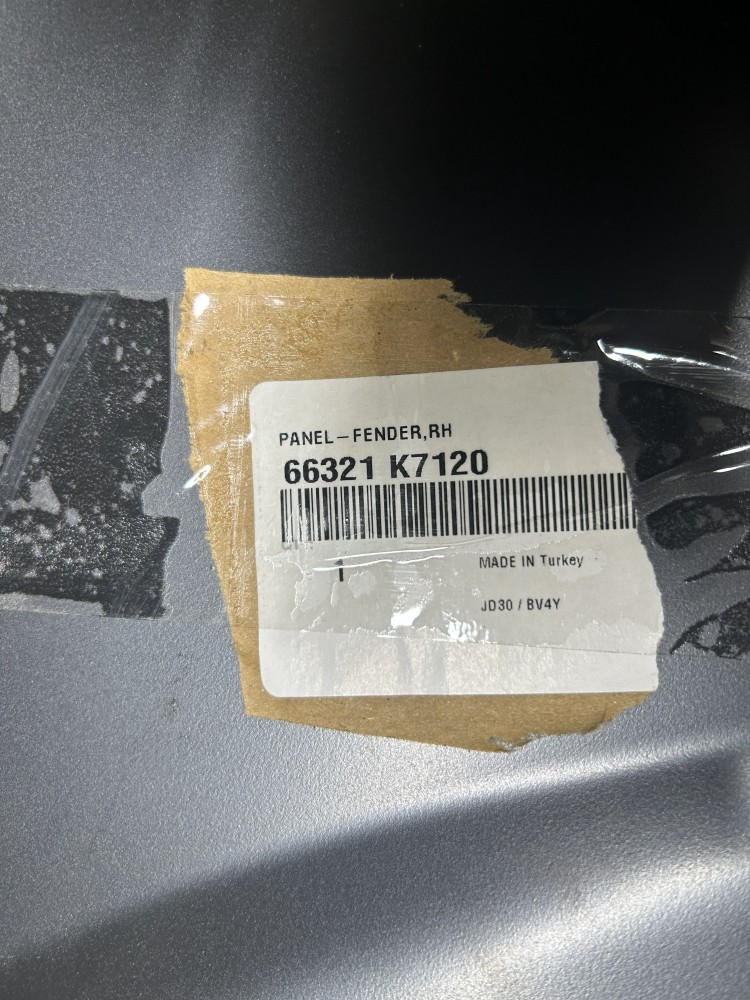 PANEL-FENDER,RH
66321 K7120
1
MADE IN Turkey
JD30 / BV4Y